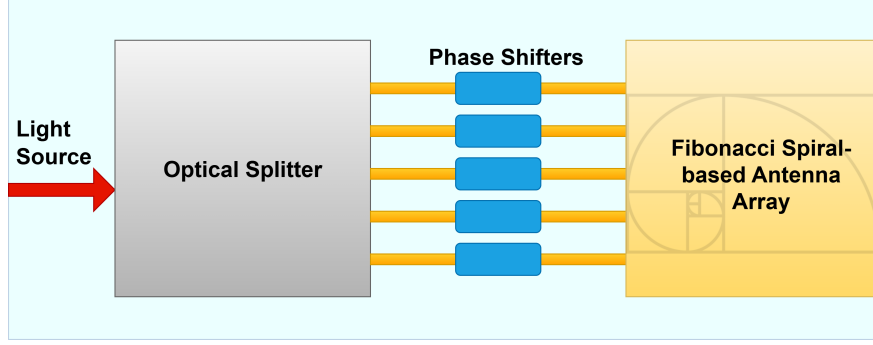 Phase Shifters
Light
Source
Optical Splitter
Fibonacci Spiral-
based Antenna
Array